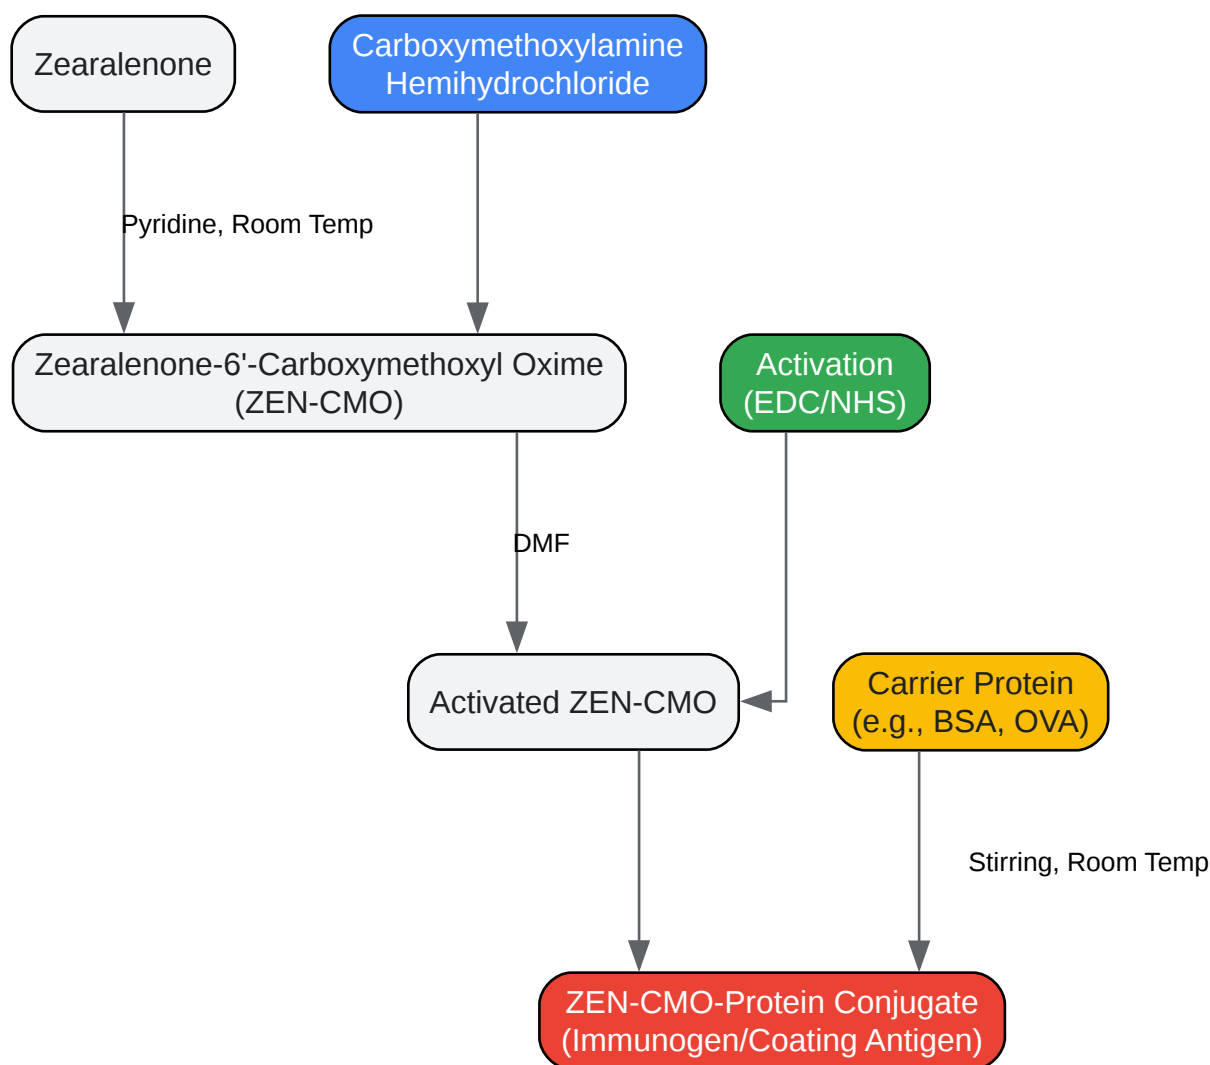 Zearalenone
Carboxymethoxylamine
Hemihydrochloride
Pyridine, Room Temp
Zearalenone-6'-Carboxymethoxyl Oxime
(ZEN-CMO)
Activation
(EDC/NHS)
DMF
Activated ZEN-CMO
Carrier Protein
(e.g., BSA, OVA)
Stirring, Room Temp
ZEN-CMO-Protein Conjugate
(Immunogen/Coating Antigen)